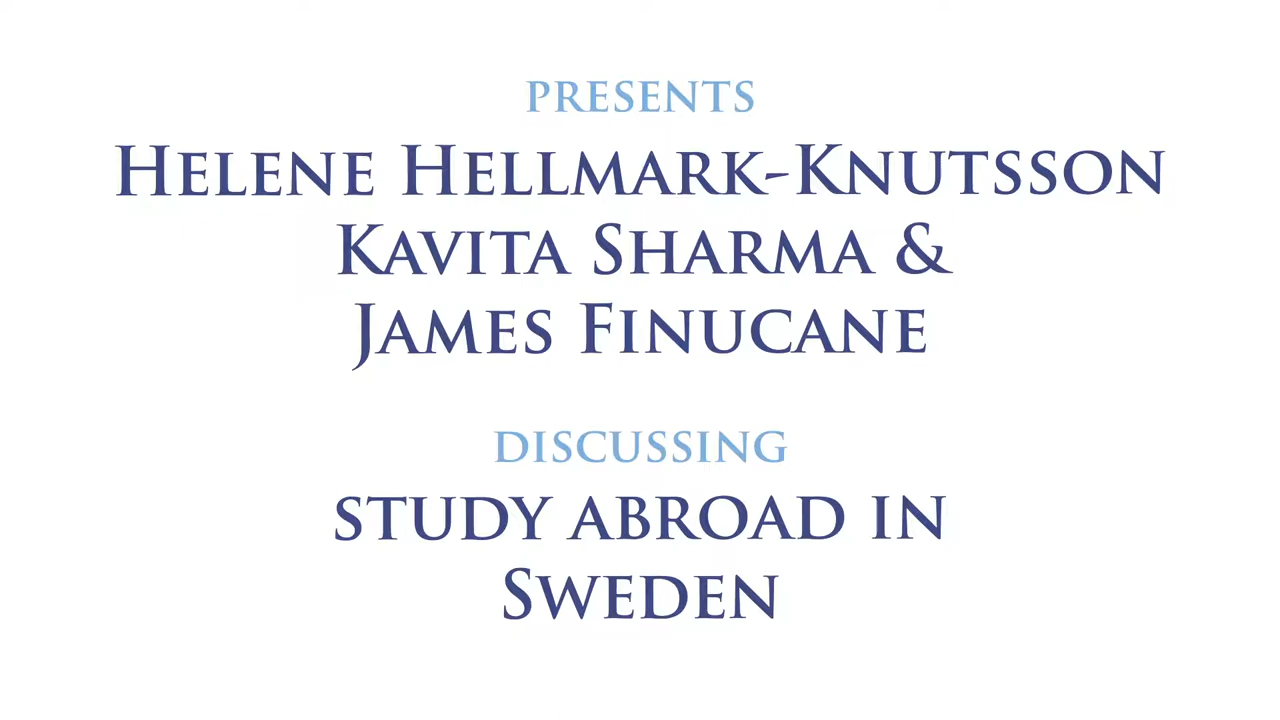 PRESENTS
HELENE HELLMARK-KNUTSSON
KAVITA SHARMA &
JAMES FINUCANE
DISCUSSING
STUDY ABROAD IN
SWEDEN